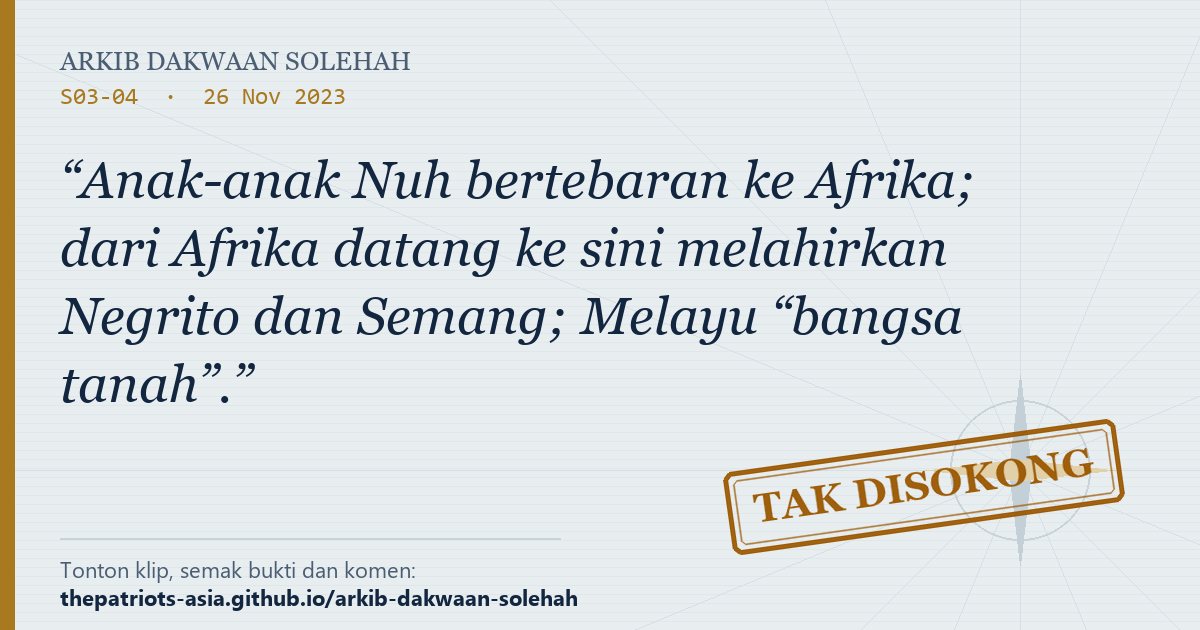 ARKIB DAKWAAN SOLEHAH
S03-04 · 26 Nov 2023
“Anak-anak Nuh bertebaran ke Afrika;
dari Afrika datang ke sini melahirkan
Negrito dan Semang; Melayu “bangsa
tanah”.”
TAK DISOKONG
Tonton klip, semak bukti dan komen:
thepatriots-asia.github.io/arkib-dakwaan-solehah